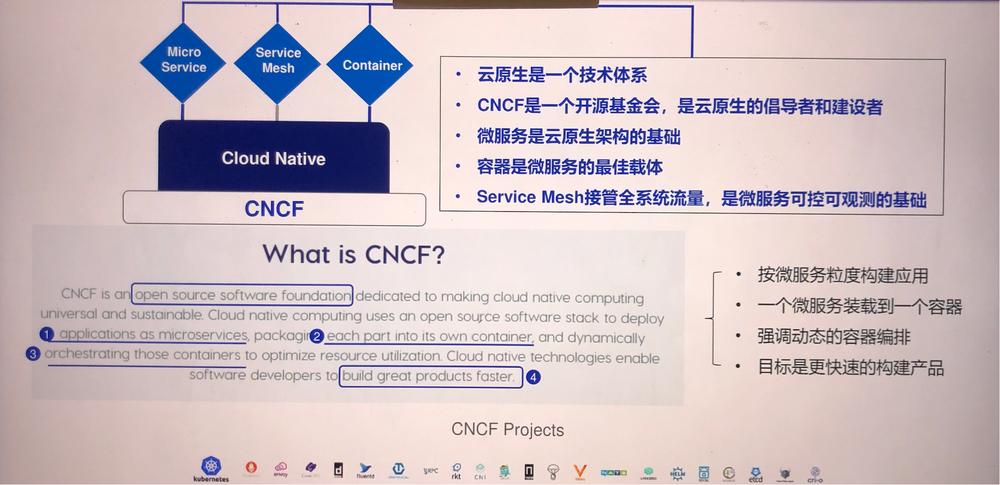 Micro
Service
Service
Mesh
Container
Cloud Native
CNCF
• 云原生是一个技术体系
• CNCF是一个开源基金会，是云原生的倡导者和建设者
• 微服务是云原生架构的基础
• 容器是微服务的最佳载体
• Service Mesh接管全系统流量，是微服务可控可观测的基础
What is CNCF?
CNCF is an open source software foundation dedicated to making cloud native computing
universal and sustainable. Cloud native computing uses an open source software stack to deploy
1 applications as microservices, packagin 2 each part into its own container, and dynamically
3 orchestrating those containers to optimize resource utilization. Cloud native technologies enable
software developers to build great products faster. 4
• 按微服务粒度构建应用
• 一个微服务装载到一个容器
• 强调动态的容器编排
• 目标是更快速的构建产品
CNCF Projects
kubernetes
envoy
CoreDNS
d
fluentd
OPENTRACING
gRPC
rkt
CNI
n
Vitess
NATS
LINKERD
HELM
ROOK
etcd
cri-o